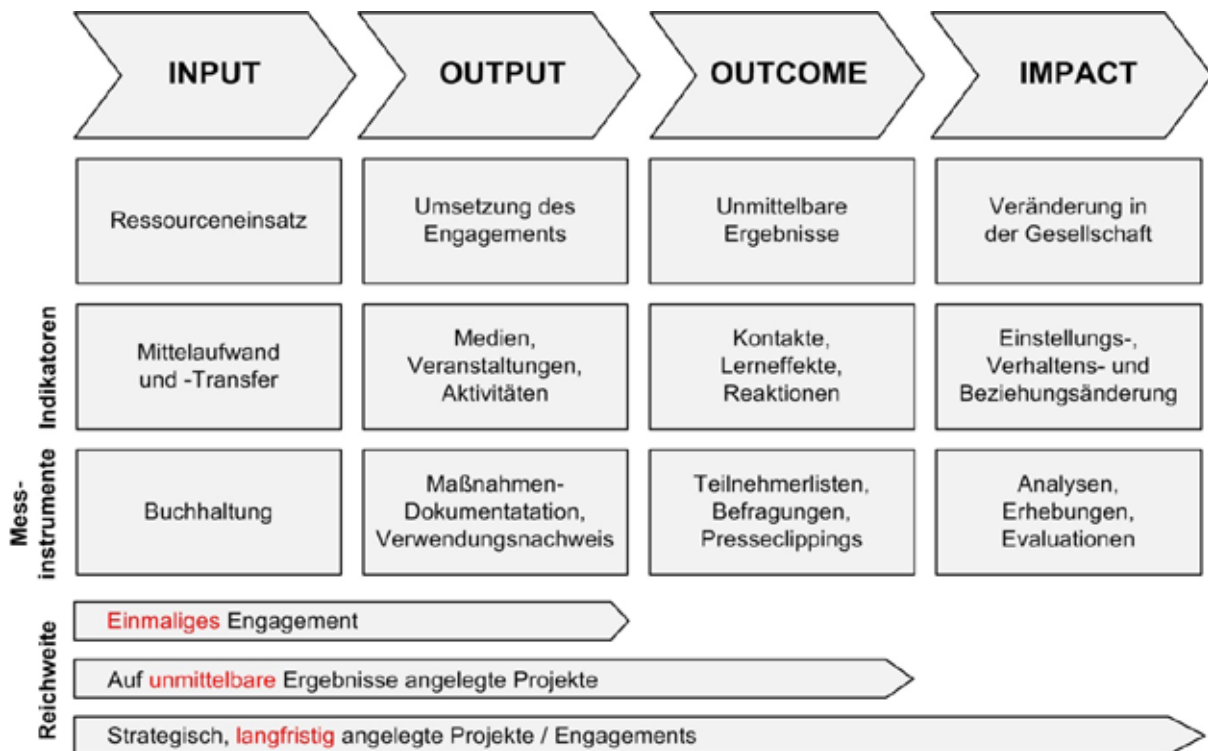 INPUT
OUTPUT
OUTCOME
IMPACT
Ressourceneinsatz
Umsetzung des
Engagements
Unmittelbare
Ergebnisse
Veränderung in
der Gesellschaft
Indikatoren
Mittelaufwand
und -Transfer
Medien,
Veranstaltungen,
Aktivitäten
Kontakte,
Lerneffekte,
Reaktionen
Einstellungs-,
Verhaltens- und
Beziehungsänderung
Mess-
instrumente
Buchhaltung
Maßnahmen-
Dokumentatation,
Verwendungsnachweis
Teilnehmerlisten,
Befragungen,
Presseclippings
Analysen,
Erhebungen,
Evaluationen
Reichweite
Einmaliges Engagement
Auf unmittelbare Ergebnisse angelegte Projekte
Strategisch, langfristig angelegte Projekte / Engagements